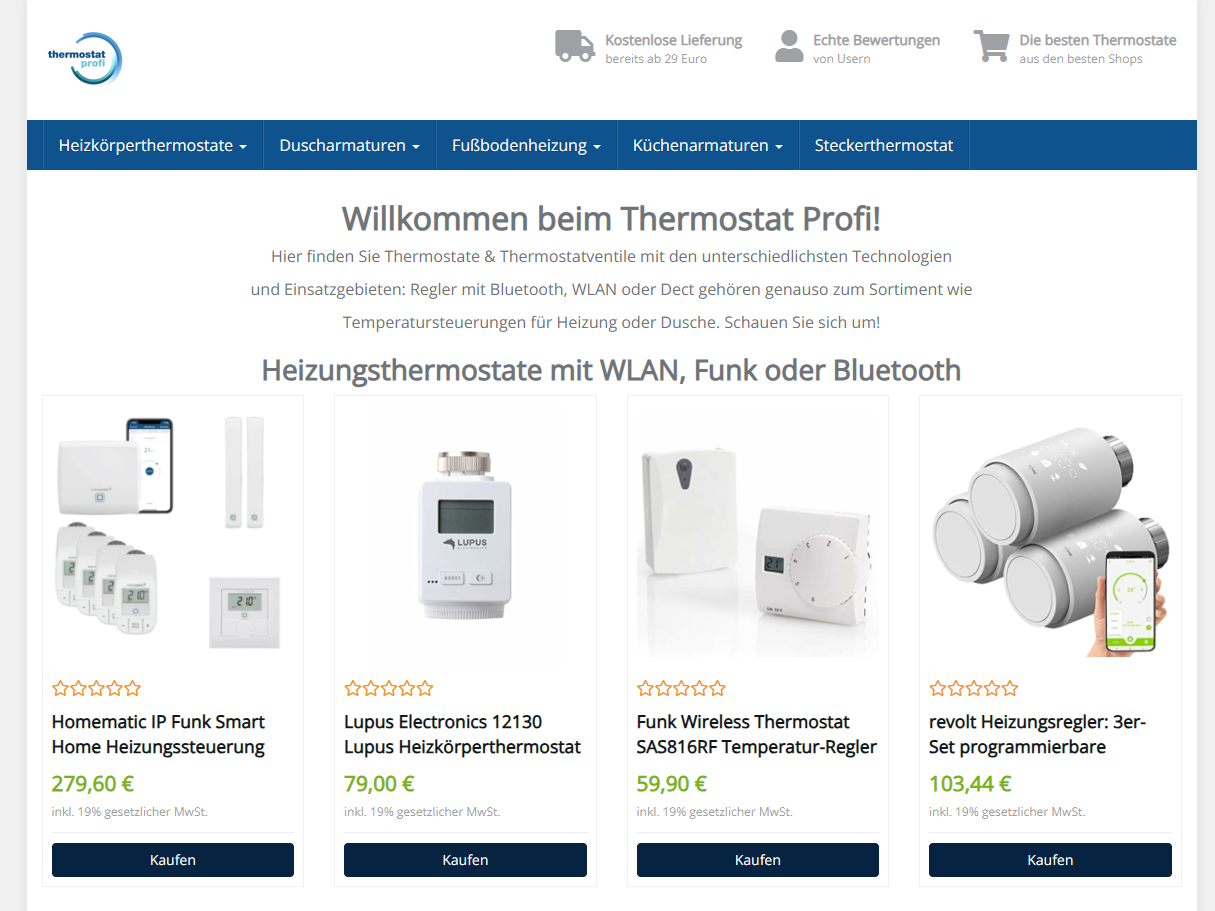 thermostat
profi
Kostenlose Lieferung
bereits ab 29 Euro
Echte Bewertungen
von Usern
Die besten Thermostate
aus den besten Shops
Heizkörperthermostate
Duscharmaturen
Fußbodenheizung
Küchenarmaturen
Steckerthermostat
Willkommen beim Thermostat Profi!
Hier finden Sie Thermostate & Thermostatventile mit den unterschiedlichsten Technologien
und Einsatzgebieten: Regler mit Bluetooth, WLAN oder Dect gehören genauso zum Sortiment wie
Temperatursteuerungen für Heizung oder Dusche. Schauen Sie sich um!
Heizungsthermostate mit WLAN, Funk oder Bluetooth
LUPUS
ELECTRONICS
BOOST
21
ON OFF
Homematic IP Funk Smart
Home Heizungssteuerung
279,60 €
inkl. 19% gesetzlicher MwSt.
Kaufen
Lupus Electronics 12130
Lupus Heizkörperthermostat
79,00 €
inkl. 19% gesetzlicher MwSt.
Kaufen
Funk Wireless Thermostat
SAS816RF Temperatur-Regler
59,90 €
inkl. 19% gesetzlicher MwSt.
Kaufen
revolt Heizungsregler: 3er-
Set programmierbare
103,44 €
inkl. 19% gesetzlicher MwSt.
Kaufen